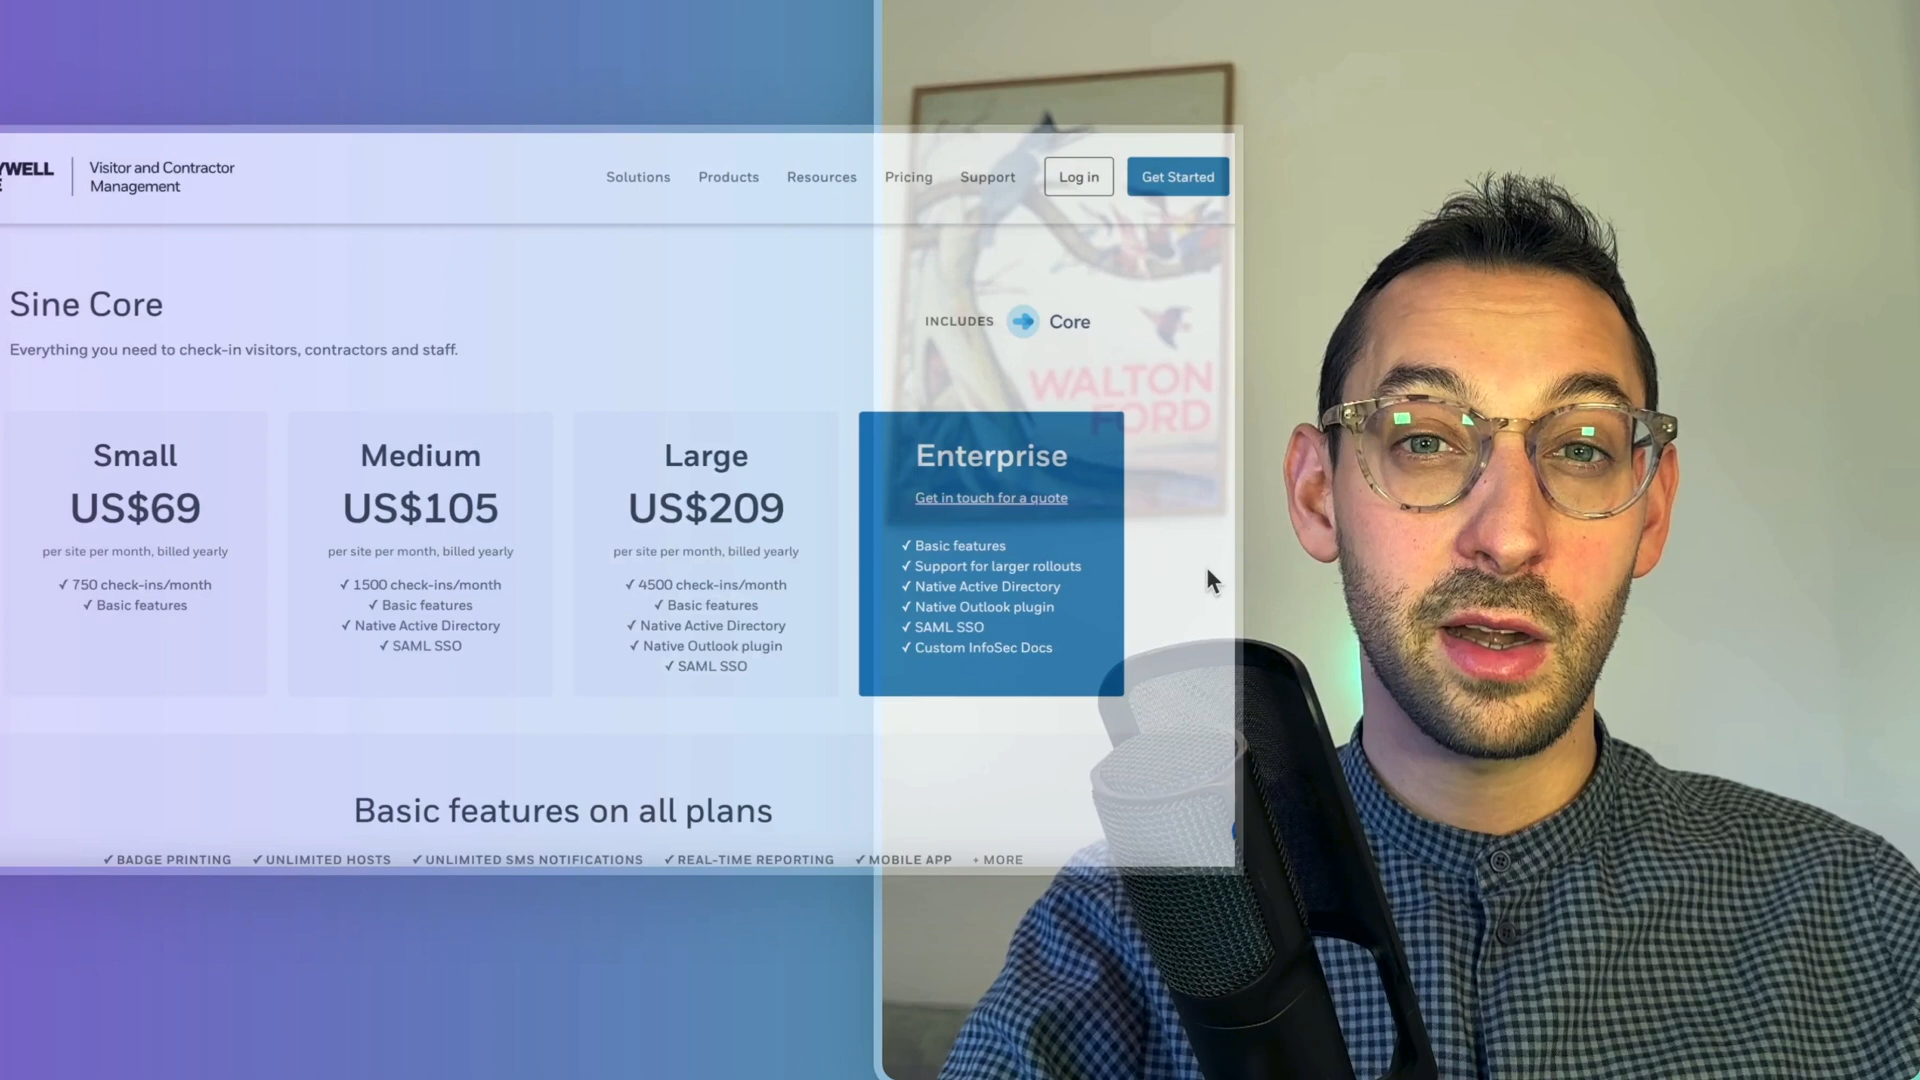 YWELL
Visitor and Contractor
Management
Solutions
Products
Resources
Pricing
Support
Log in
Get Started
Sine Core
Everything you need to check-in visitors, contractors and staff.
INCLUDES
Core
WALTON
FORD
Small
US$69
per site per month, billed yearly
✓ 750 check-ins/month
✓ Basic features
Medium
US$105
per site per month, billed yearly
✓ 1500 check-ins/month
✓ Basic features
✓ Native Active Directory
✓ SAML SSO
Large
US$209
per site per month, billed yearly
✓ 4500 check-ins/month
✓ Basic features
✓ Native Active Directory
✓ Native Outlook plugin
✓ SAML SSO
Enterprise
Get in touch for a quote
✓ Basic features
✓ Support for larger rollouts
✓ Native Active Directory
✓ Native Outlook plugin
✓ SAML SSO
✓ Custom InfoSec Docs
Basic features on all plans
✓ BADGE PRINTING ✓ UNLIMITED HOSTS ✓ UNLIMITED SMS NOTIFICATIONS ✓ REAL-TIME REPORTING ✓ MOBILE APP + MORE